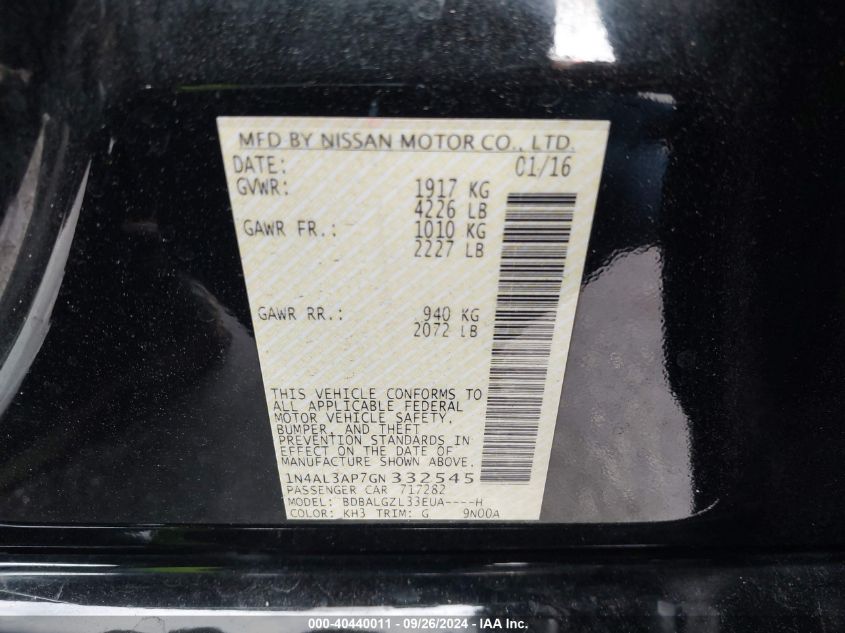 MFD BY NISSAN MOTOR CO., LTD.
DATE: 01/16
GVWR: 1917 KG
4226 LB
GAWR FR.: 1010 KG
2227 LB
GAWR RR.: 940 KG
2072 LB
THIS VEHICLE CONFORMS TO
ALL APPLICABLE FEDERAL
MOTOR VEHICLE SAFETY,
BUMPER, AND THEFT
PREVENTION STANDARDS IN
EFFECT ON THE DATE OF
MANUFACTURE SHOWN ABOVE.
1N4AL3AP7GN 332545
PASSENGER CAR 717282
MODEL: BDBALGZL33EUA----H
COLOR: KH3 TRIM: G 9N00A
000-40440011 - 09/26/2024 - IAA Inc.